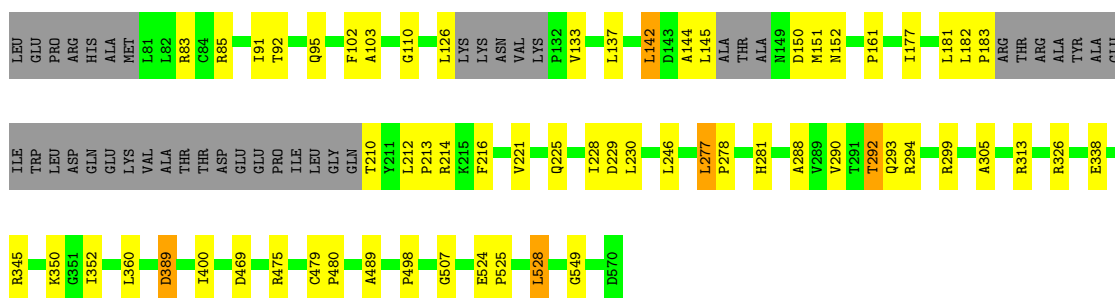 LEU GLU PRO ARG HIS ALA MET L81 L82 R83 C84 R85 I91 T92 Q95 F102 A103 G110 L126 LYS LYS ASN VAL LYS P132 V133 L137 L142 D143 A144 L145 ALA THR ALA N149 D150 M151 N152 P161 I177 L181 L182 P183 ARG THR ARG ALA TYR ALA GLU
ILE TRP LEU ASP GLN GLU LYS VAL ALA THR THR ASP GLU GLU PRO ILE LEU GLY GLN T210 Y211 L212 P213 R214 K215 F216 V221 Q225 I228 D229 L230 L246 L277 P278 H281 A288 V289 V290 T291 T292 Q293 R294 R299 A305 R313 R326 E338
R345 K350 G351 I352 L360 D389 I400 D469 R475 C479 P480 A489 P498 G507 E524 P525 L528 G549 D570